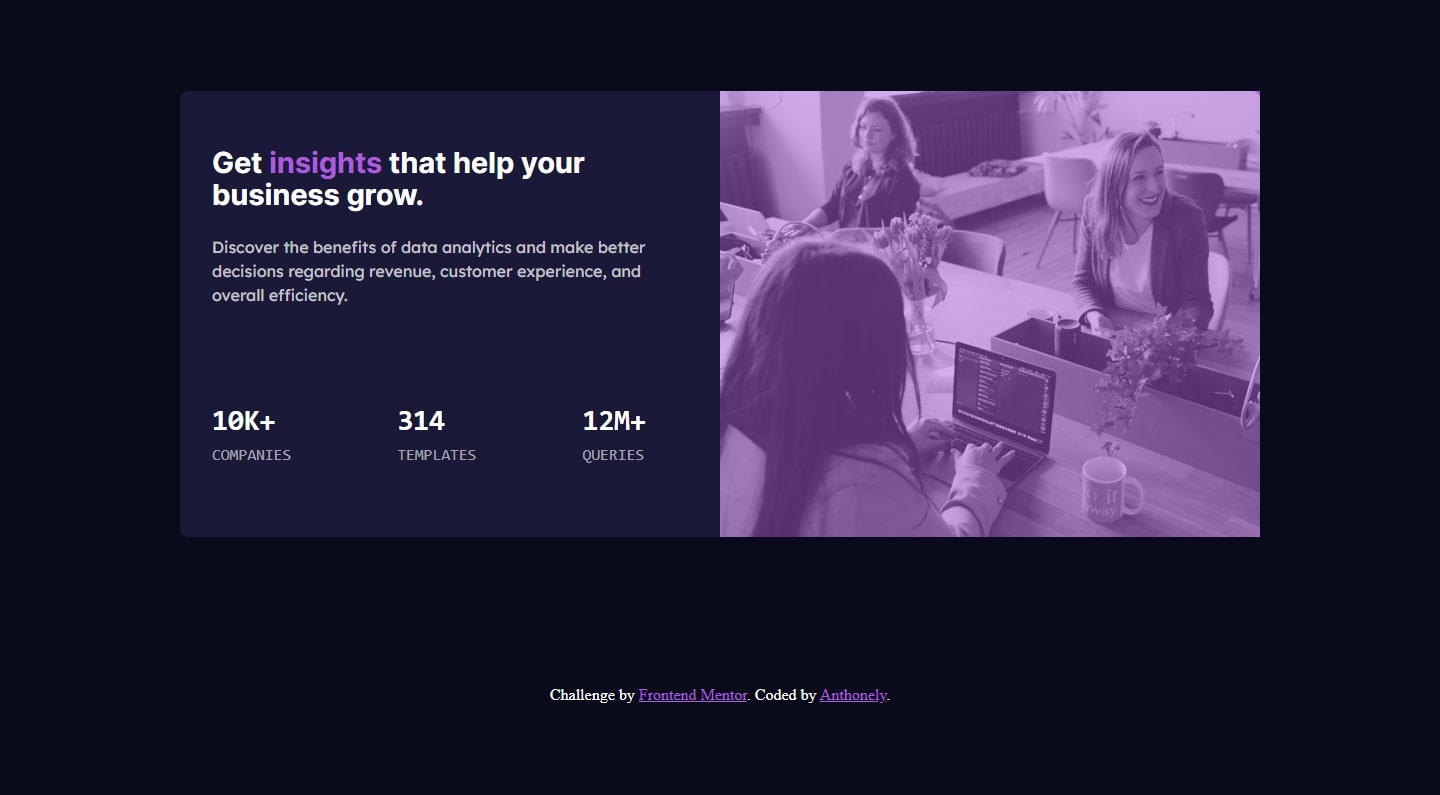 Get insights that help your
business grow.
Discover the benefits of data analytics and make better
decisions regarding revenue, customer experience, and
overall efficiency.
10K+ 314 12M+
COMPANIES TEMPLATES QUERIES
Challenge by Frontend Mentor. Coded by Anthonely.